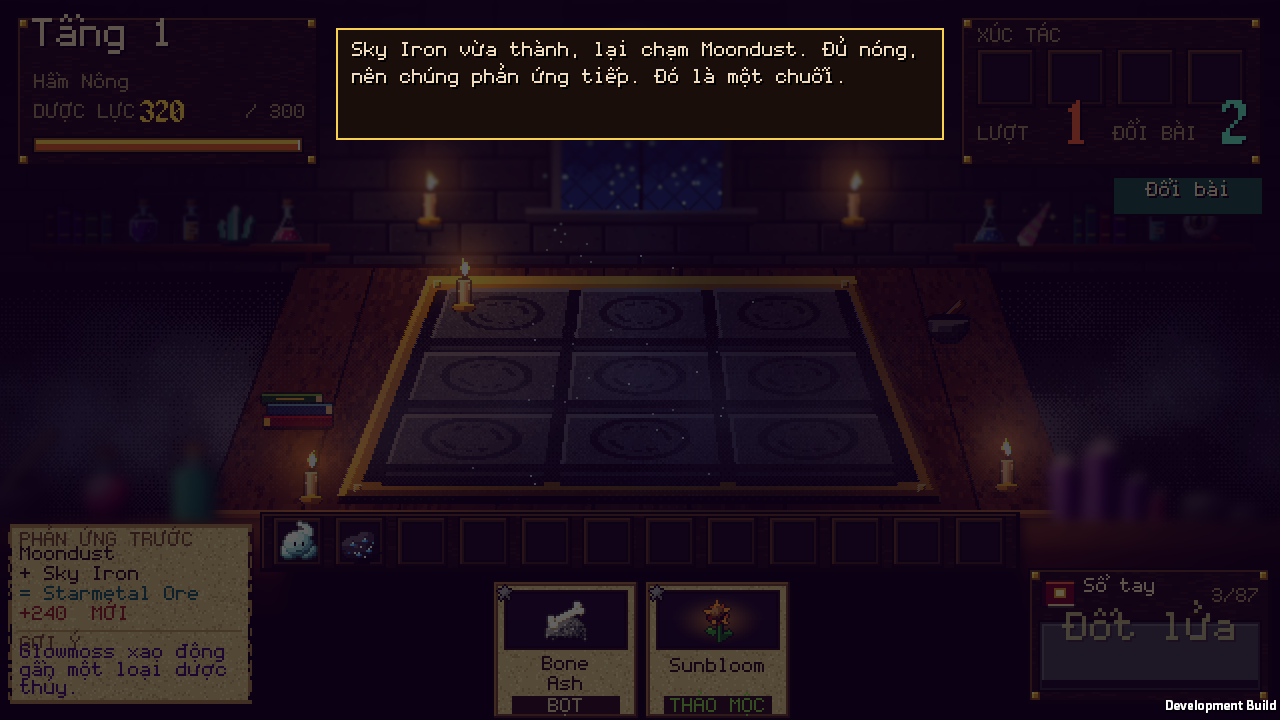 Tầng 1
Hầm Nông
DƯỢC LỰC 320 / 300
Sky Iron vừa thành, lại chạm Moondust. Đủ nóng,
nên chúng phản ứng tiếp. Đó là một chuỗi.
XÚC TÁC
LƯỢT 1 ĐỔI BÀI 2
Đổi bài
PHẢN ỨNG TRƯỚC
Moondust
+ Sky Iron
= Starmetal Ore
+240 MỚI
GỢI Ý
Glowmoss xao động
gần một loại dược
thủy.
Bone
Ash
BỘT
Sunbloom
THẢO MỘC
Sổ tay
3/87
Đốt lửa
Development Build